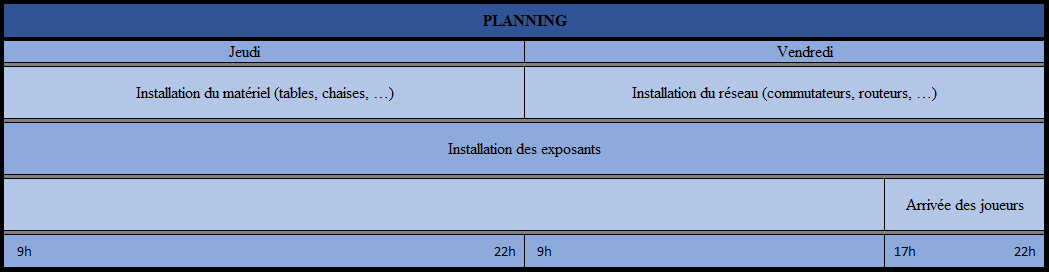 PLANNING
Jeudi Vendredi
Installation du matériel (tables, chaises, …) Installation du réseau (commutateurs, routeurs, …)
Installation des exposants
Arrivée des joueurs
9h 22h 9h 17h 22h